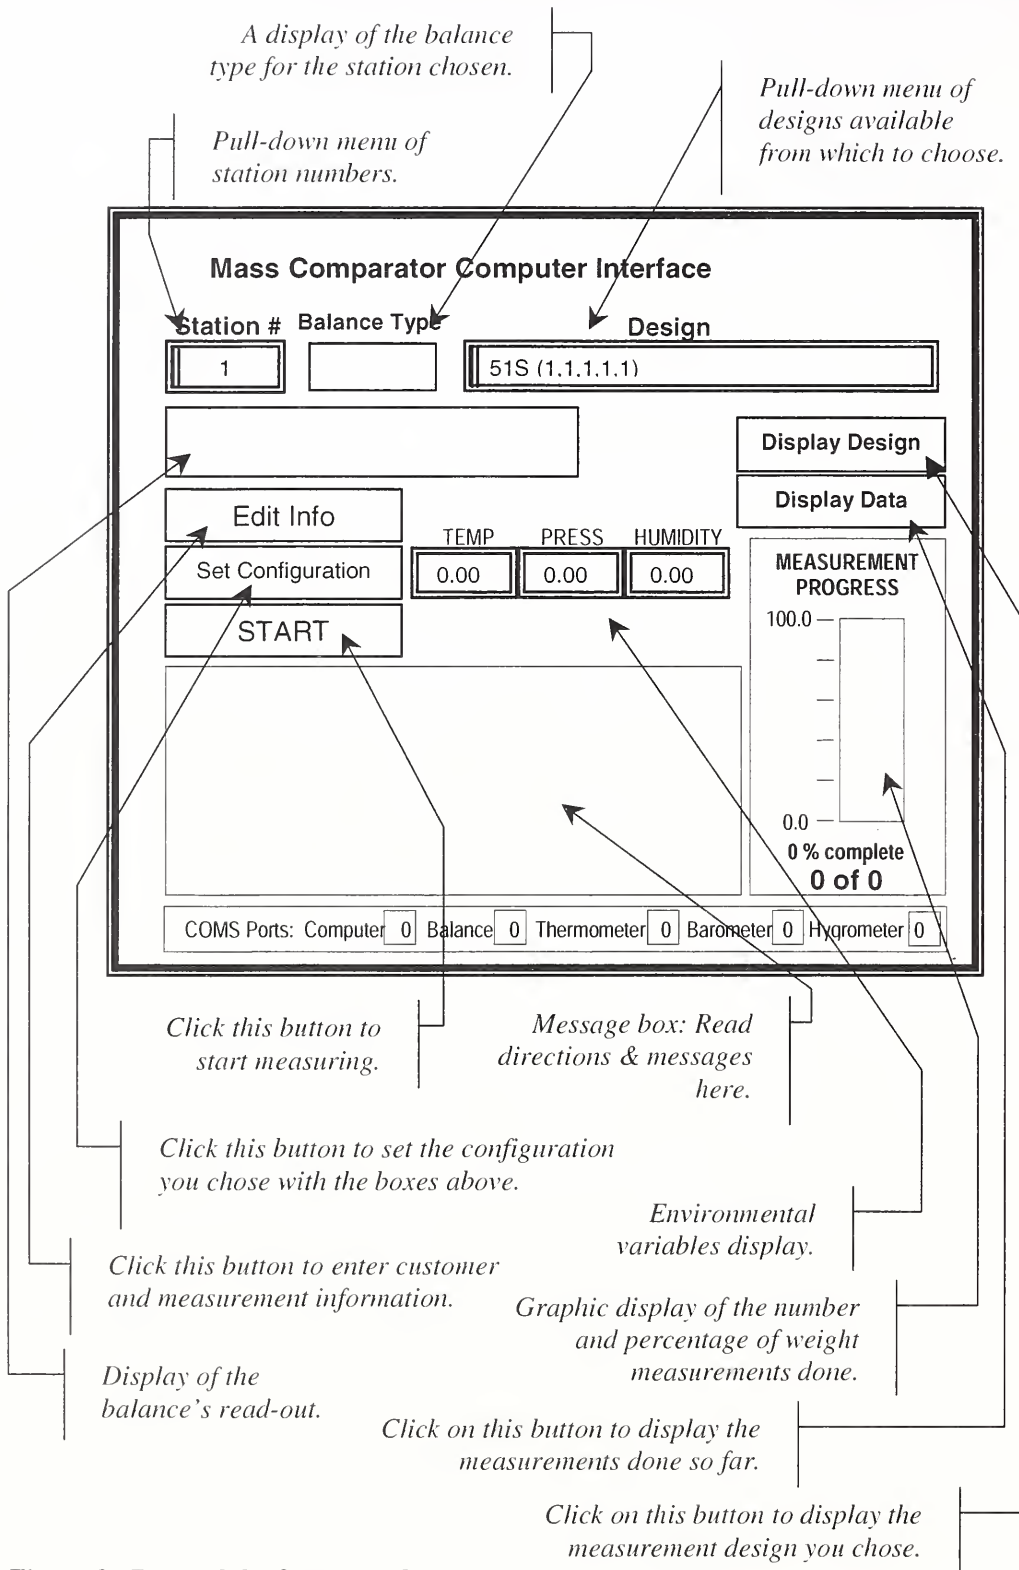 A display of the balance
type for the station chosen.
Pull-down menu of
designs available
from which to choose.
Pull-down menu of
station numbers.
Mass Comparator Computer Interface
Station # Balance Type Design
1
51S (1,1,1,1,1)
Display Design
Display Data
Edit Info
Set Configuration
START
TEMP PRESS HUMIDITY
0.00 0.00 0.00
MEASUREMENT
PROGRESS
100.0
0.0
0 % complete
0 of 0
COMS Ports: Computer 0 Balance 0 Thermometer 0 Barometer 0 Hygrometer 0
Click this button to
start measuring.
Message box: Read
directions & messages
here.
Click this button to set the configuration
you chose with the boxes above.
Environmental
variables display.
Click this button to enter customer
and measurement information.
Graphic display of the number
and percentage of weight
measurements done.
Display of the
balance's read-out.
Click on this button to display the
measurements done so far.
Click on this button to display the
measurement design you chose.